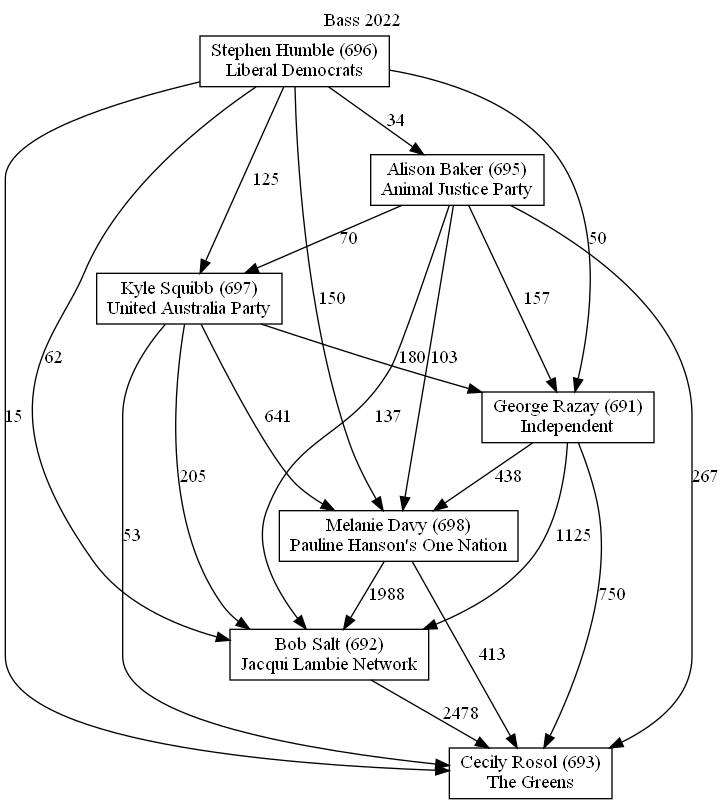 Bass 2022
Stephen Humble (696)
Liberal Democrats
34
Alison Baker (695)
Animal Justice Party
125
70
50
Kyle Squibb (697)
United Australia Party
150
157
62
180
103
George Razay (691)
Independent
15
641
137
205
438
267
Melanie Davy (698)
Pauline Hanson's One Nation
53
1125
1988
750
Bob Salt (692)
Jacqui Lambie Network
413
2478
Cecily Rosol (693)
The Greens